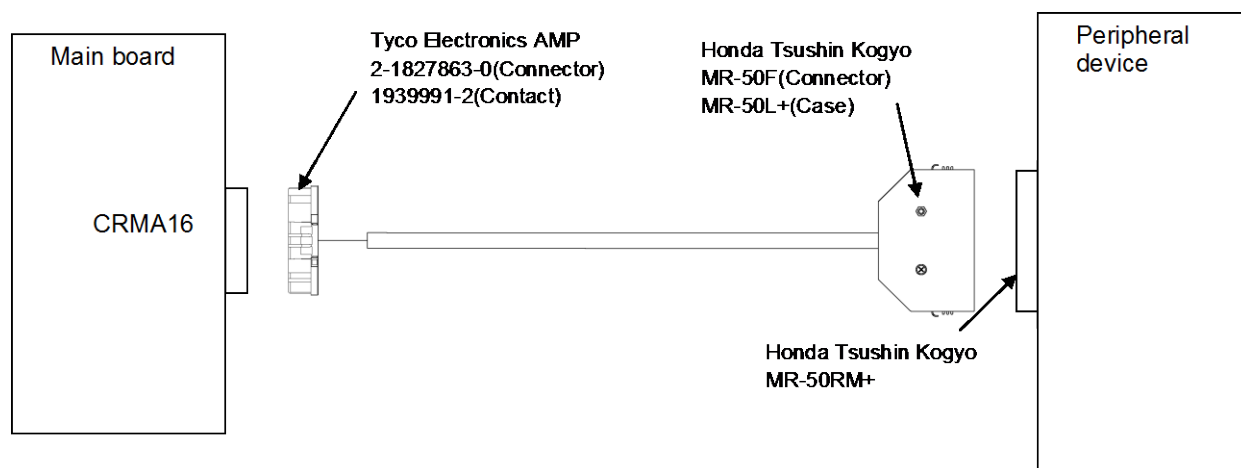 Main board
CRMA16
Tyco Electronics AMP
2-1827863-0(Connector)
1939991-2(Contact)
Honda Tsushin Kogyo
MR-50F(Connector)
MR-50L+(Case)
Honda Tsushin Kogyo
MR-50RM+
Peripheral
device